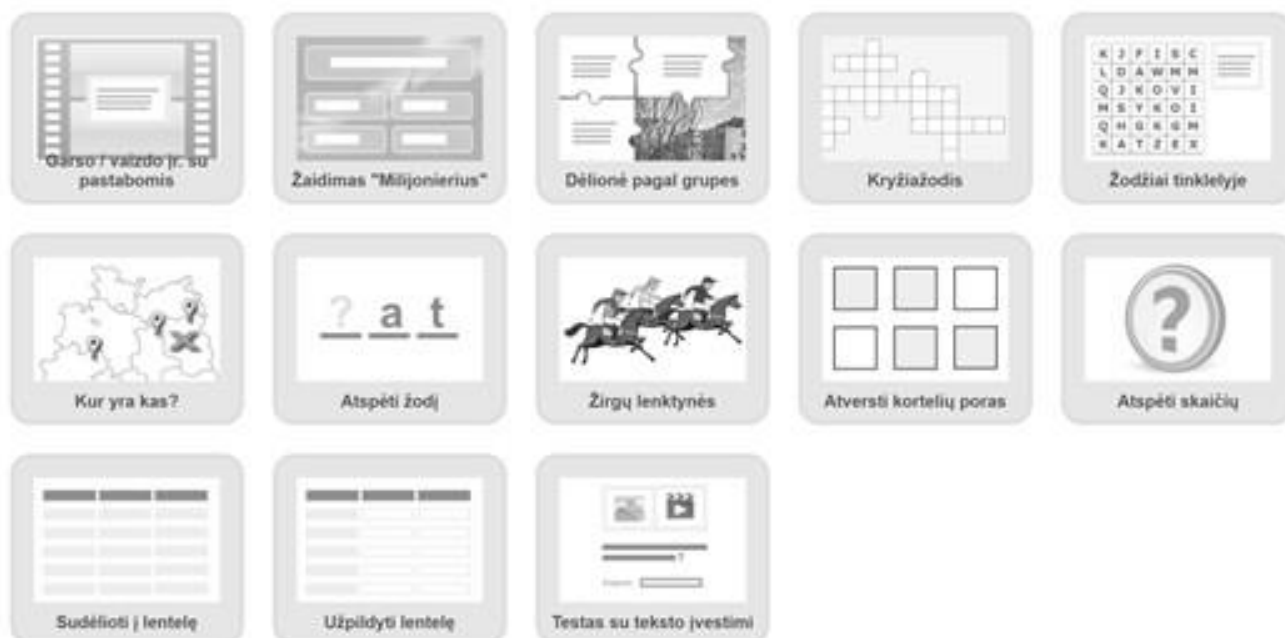 Garso / vaizdo įr. su
pastabomis
Žaidimas "Milijonierius"
Dėlionė pagal grupes
Kryžiažodis
K J F I S C
L D A W M M
Q J K O V I
M S Y K O I
Q H G K G M
K A T Z E X
Žodžiai tinklelyje
Kur yra kas?
? a t
Atspėti žodį
Žirgų lenktynės
Atversti kortelių poras
?
Atspėti skaičių
Sudėlioti į lentelę
Užpildyti lentelę
?
Testas su teksto įvestimi